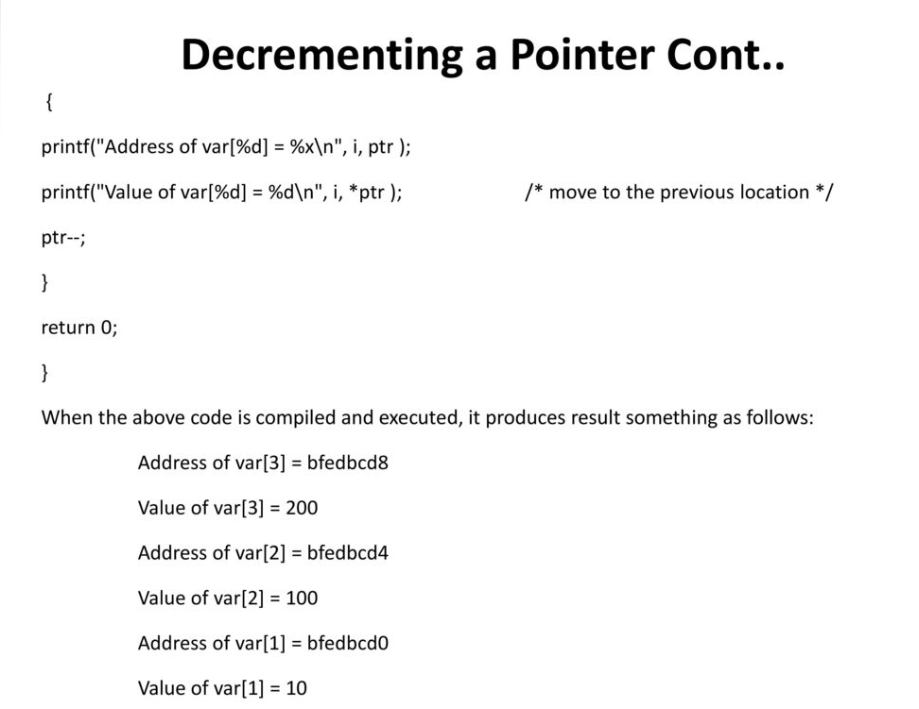 Decrementing a Pointer Cont..
{
printf("Address of var[%d] = %x\n", i, ptr );
printf("Value of var[%d] = %d\n", i, *ptr ); /* move to the previous location */
ptr--;
}
return 0;
}
When the above code is compiled and executed, it produces result something as follows:
Address of var[3] = bfedbcd8
Value of var[3] = 200
Address of var[2] = bfedbcd4
Value of var[2] = 100
Address of var[1] = bfedbcd0
Value of var[1] = 10